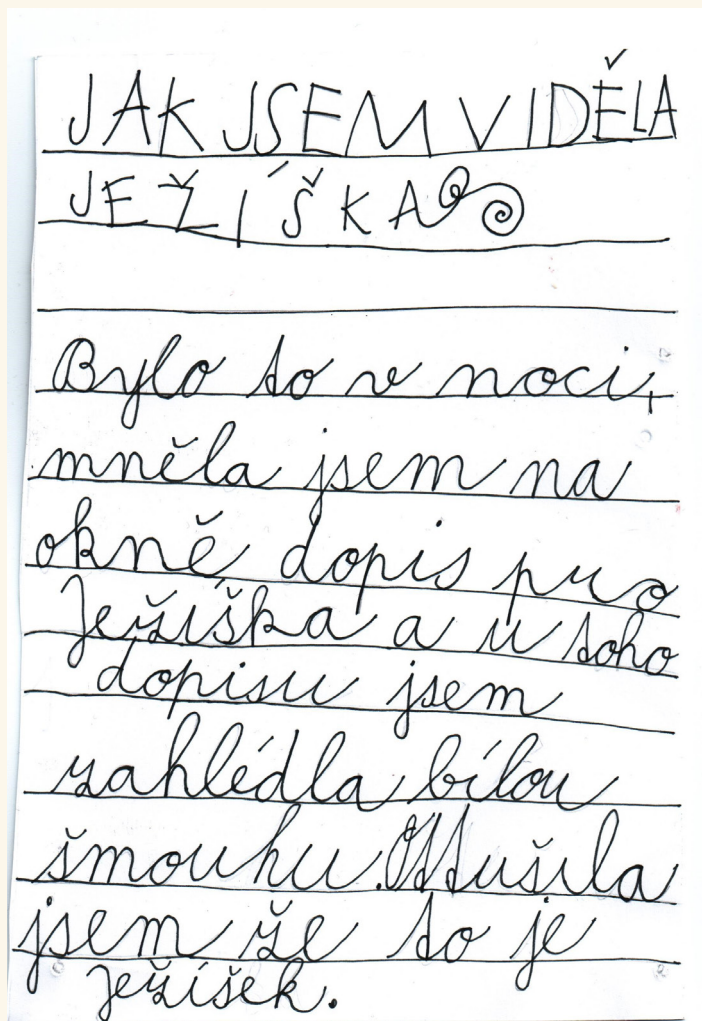 JAK JSEM VIDĚLA
JEŽÍŠKA
Bylo to v noci,
mněla jsem na
okně dopis pro
Ježíška a u toho
dopisu jsem
zahlédla bílou
šmouhu. Tušila
jsem že to je
ježíšek.